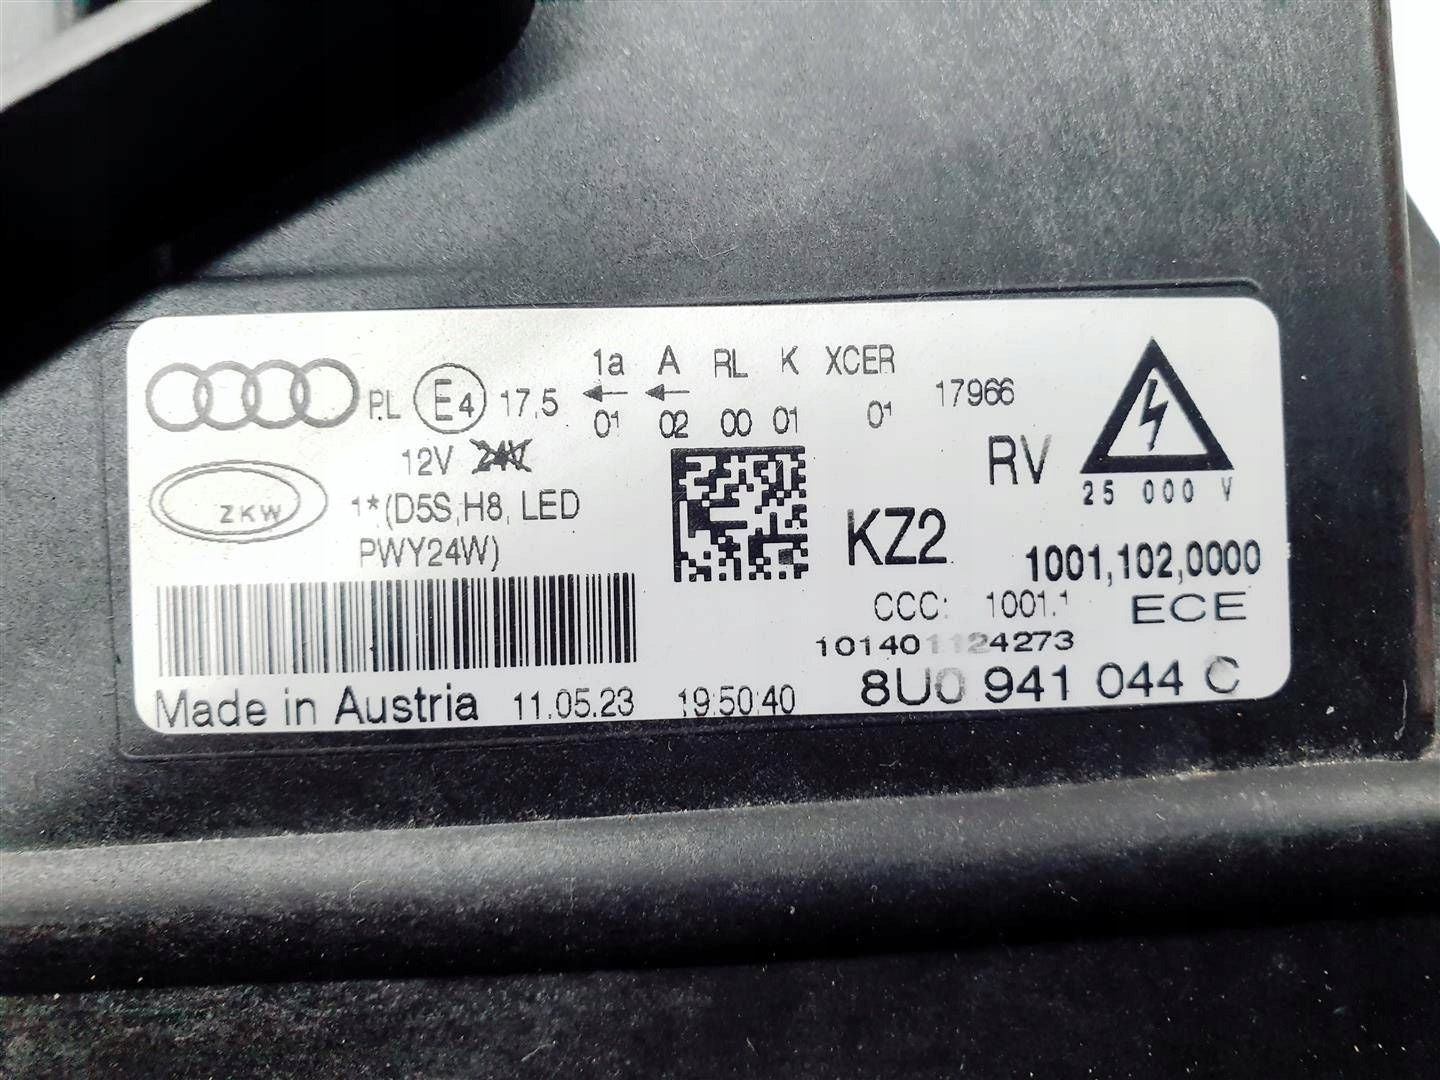 1a A RL K XCER
PL E4 17,5 ← ← 17966
01 02 00 01 01
12V 24V
RV
25 000 V
ZKW
1*(D5S,H8, LED
PWY24W)
KZ2
1001,102,0000
CCC: 1001.1 ECE
101401124273
Made in Austria 11.05.23 19:50:40 8U0 941 044 C